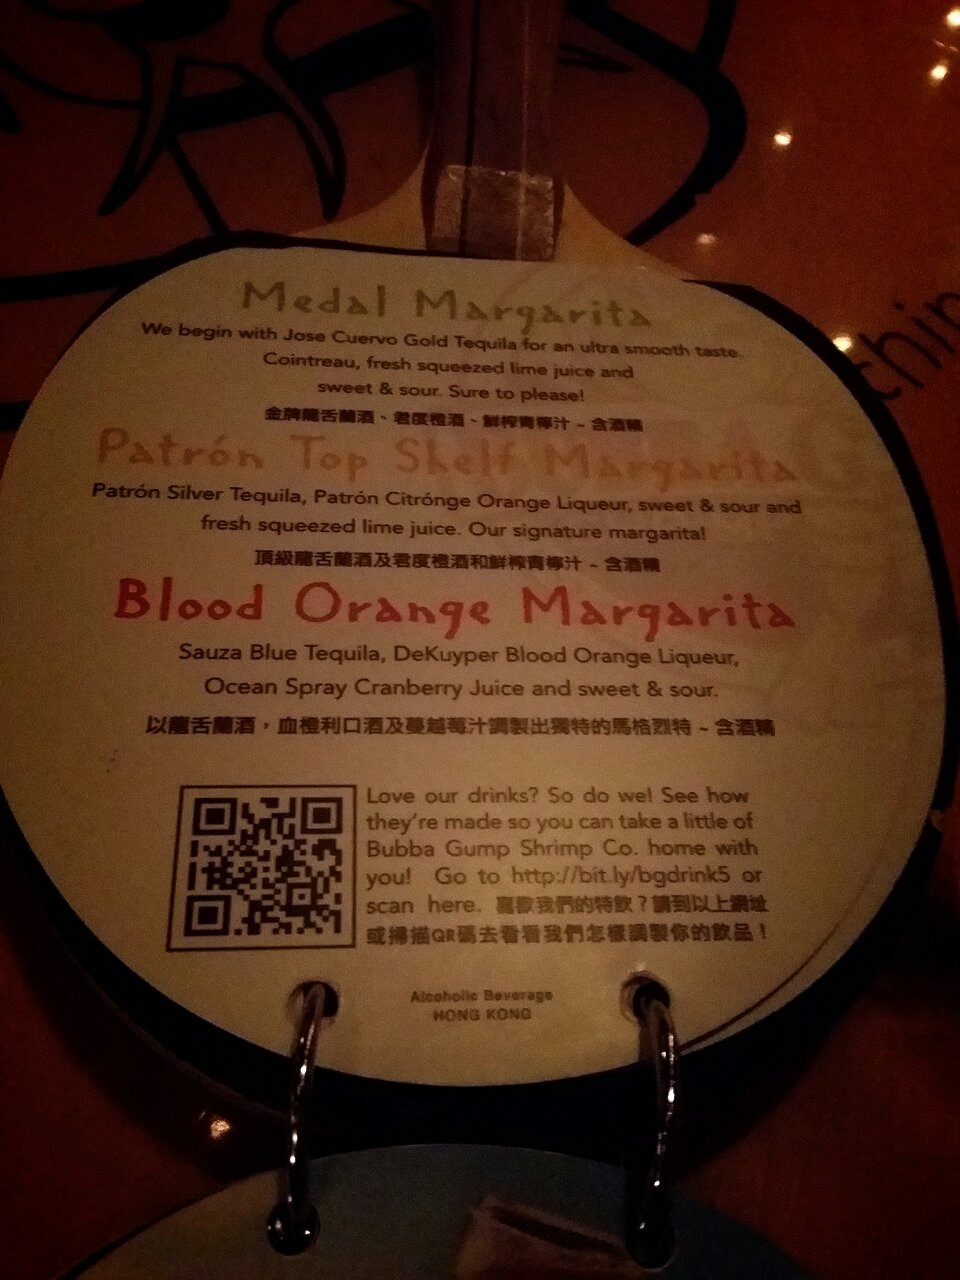 Medal Margarita
We begin with Jose Cuervo Gold Tequila for an ultra smooth taste.
Cointreau, fresh squeezed lime juice and
sweet & sour. Sure to please!
金牌龍舌蘭酒、君度橙酒、鮮榨青檸汁 ~ 含酒精
Patrón Top Shelf Margarita
Patrón Silver Tequila, Patrón Citrónge Orange Liqueur, sweet & sour and
fresh squeezed lime juice. Our signature margarita!
頂級龍舌蘭酒及君度橙酒和鮮榨青檸汁 ~ 含酒精
Blood Orange Margarita
Sauza Blue Tequila, DeKuyper Blood Orange Liqueur,
Ocean Spray Cranberry Juice and sweet & sour.
以龍舌蘭酒，血橙利口酒及蔓越莓汁調製出獨特的馬格烈特 ~ 含酒精
Love our drinks? So do we! See how
they're made so you can take a little of
Bubba Gump Shrimp Co. home with
you! Go to http://bit.ly/bgdrink5 or
scan here. 喜歡我們的特飲？請到以上網址
或掃描QR碼去看看我們怎樣調製你的飲品！
Alcoholic Beverage
HONG KONG